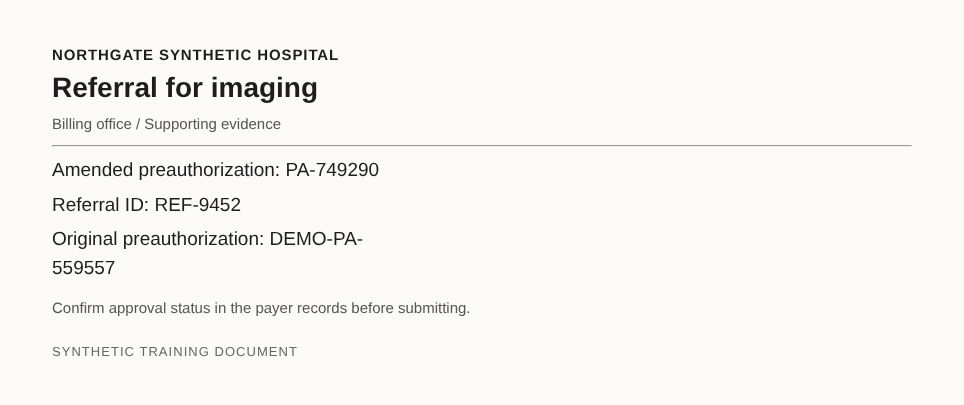 NORTHGATE SYNTHETIC HOSPITAL
Referral for imaging
Billing office / Supporting evidence
Amended preauthorization: PA-749290
Referral ID: REF-9452
Original preauthorization: DEMO-PA-
559557
Confirm approval status in the payer records before submitting.
SYNTHETIC TRAINING DOCUMENT